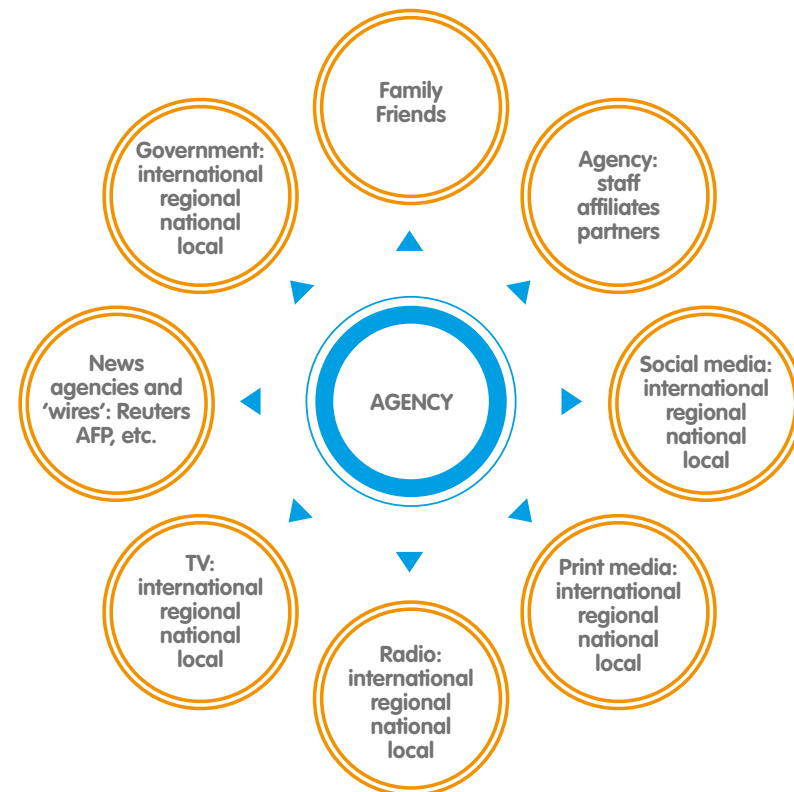 Family
Friends
Agency:
staff
affiliates
partners
Social media:
international
regional
national
local
Print media:
international
regional
national
local
Radio:
international
regional
national
local
TV:
international
regional
national
local
News
agencies and
‘wires’: Reuters
AFP, etc.
Government:
international
regional
national
local
AGENCY